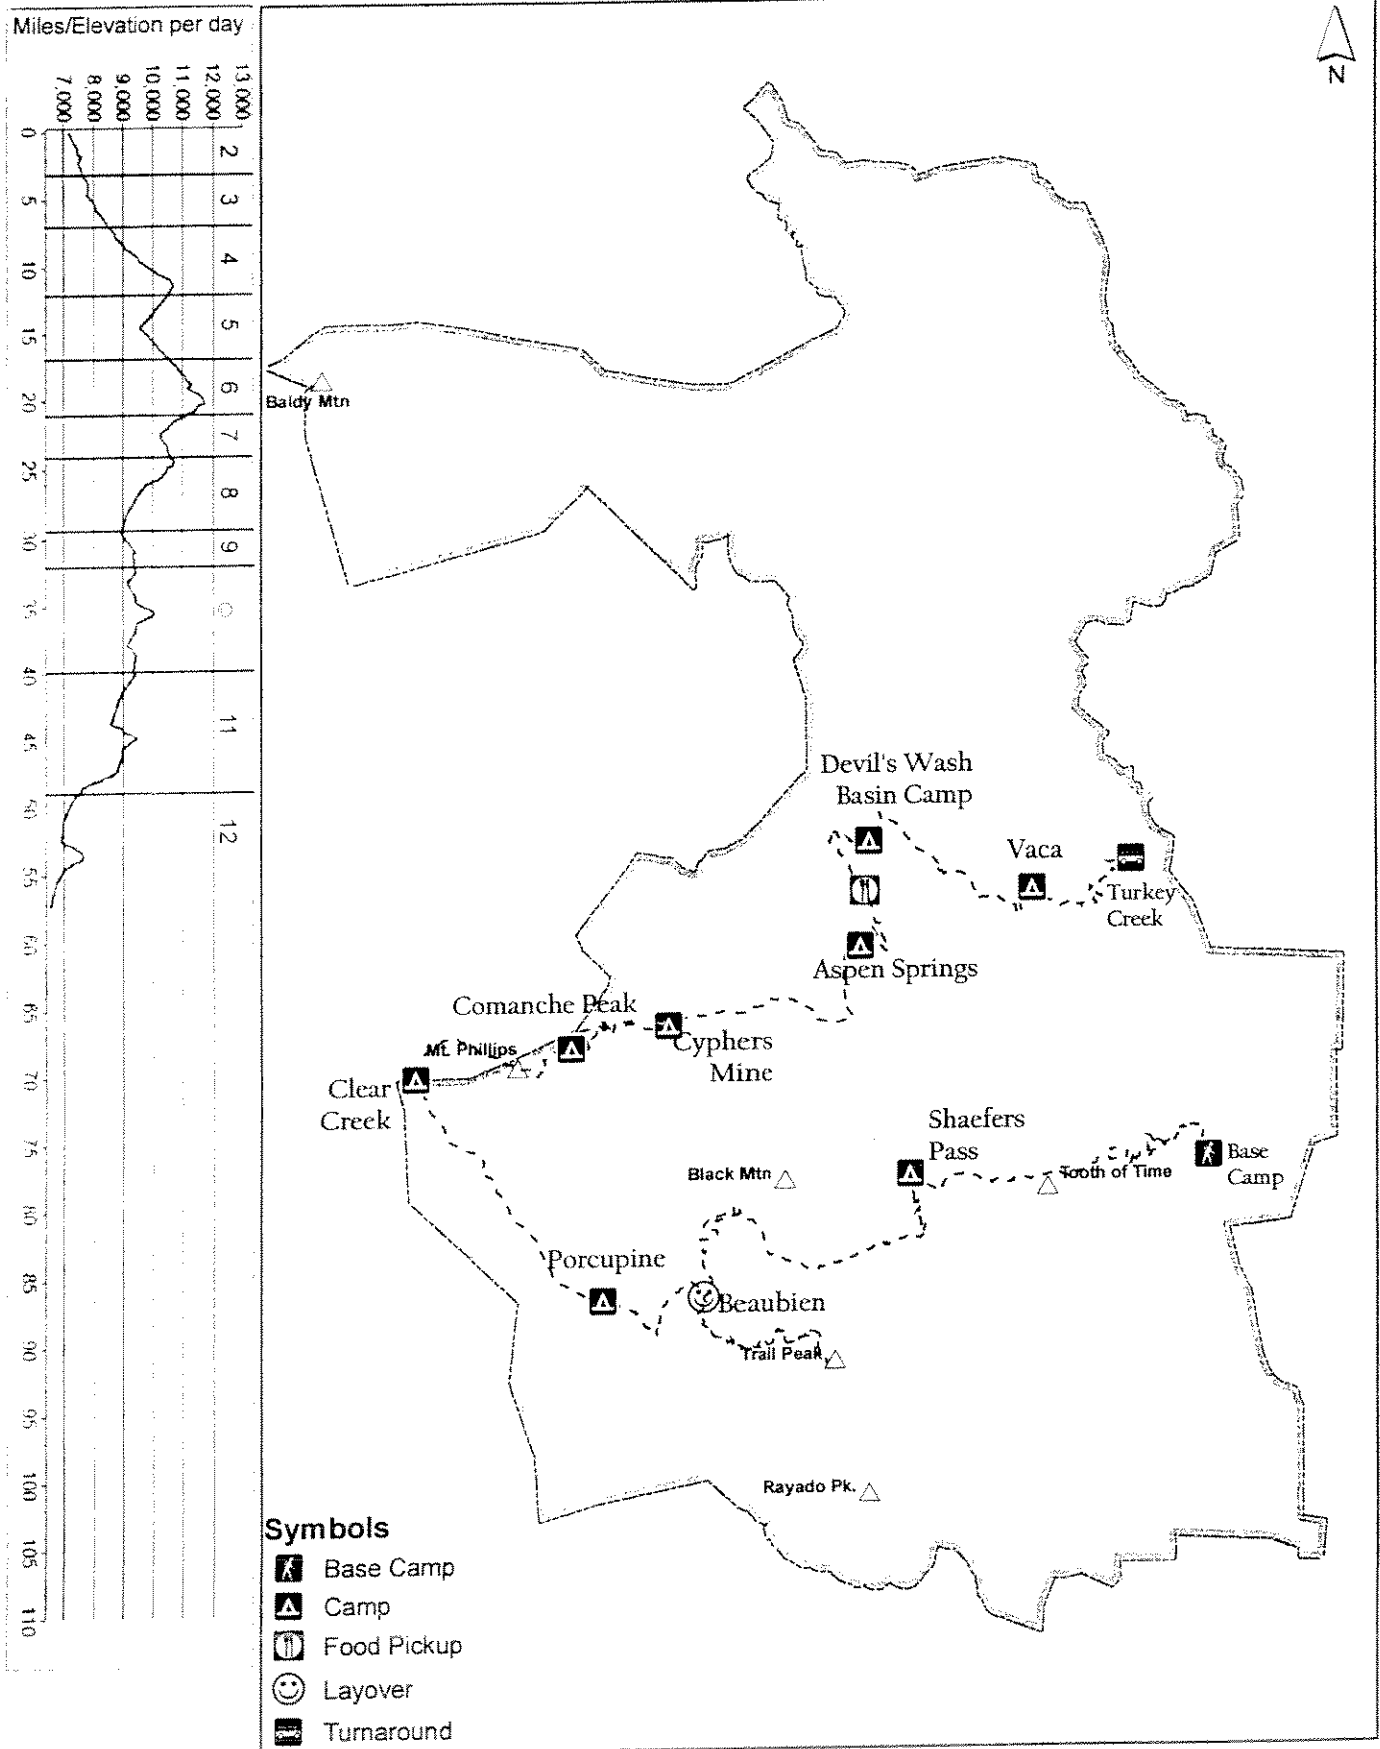 Miles/Elevation per day
13,000
12,000
11,000
10,000
9,000
8,000
7,000
0
5
10
15
20
25
30
35
40
45
50
55
60
65
70
75
80
85
90
95
100
105
110
2
3
4
5
6
7
8
9
11
12
N
Baldy Mtn
Devil's Wash
Basin Camp
Vaca
Turkey
Creek
Aspen Springs
Comanche Peak
Mt. Phillips
Cyphers
Mine
Clear
Creek
Shaefers
Pass
Base
Camp
Black Mtn
Tooth of Time
Porcupine
Beaubien
Trail Peak
Rayado Pk.
Symbols
Base Camp
Camp
Food Pickup
Layover
Turnaround